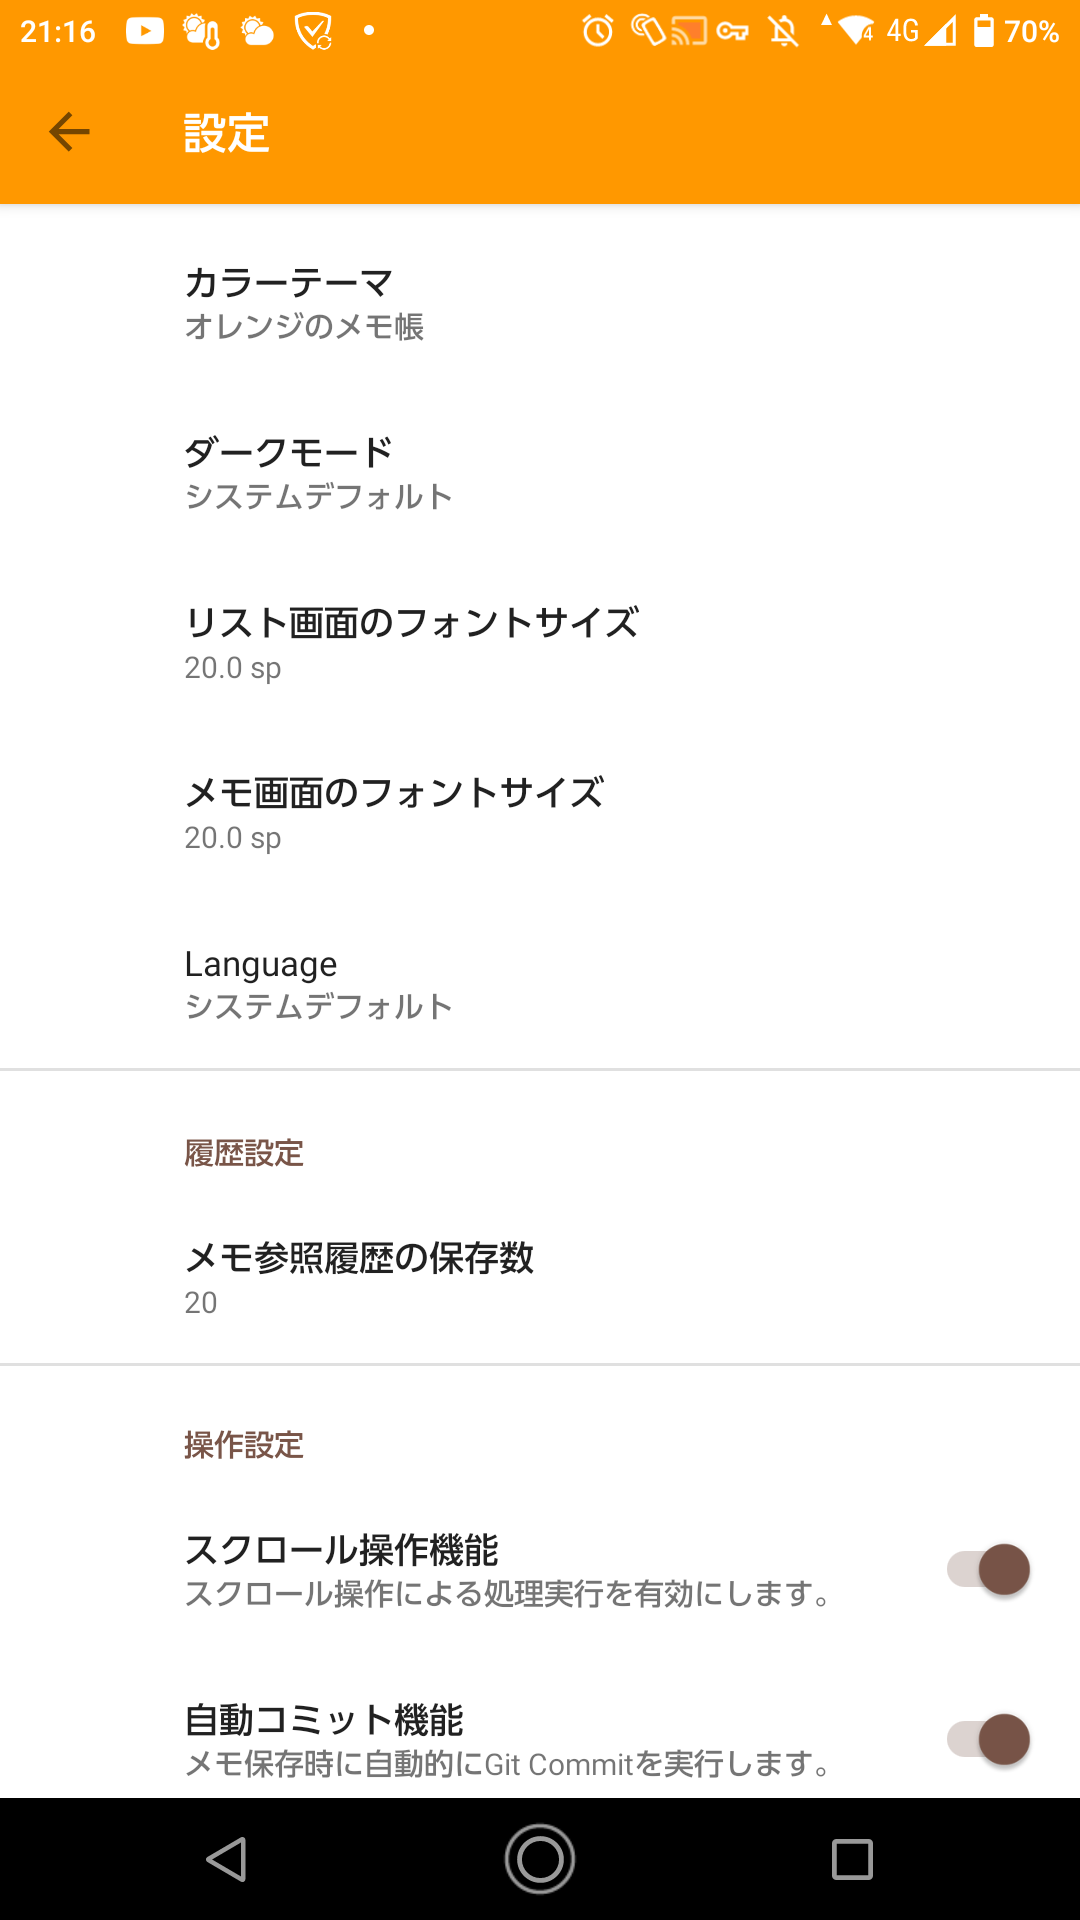 21:16 4G 70%
設定
カラーテーマ
オレンジのメモ帳
ダークモード
システムデフォルト
リスト画面のフォントサイズ
20.0 sp
メモ画面のフォントサイズ
20.0 sp
Language
システムデフォルト
履歴設定
メモ参照履歴の保存数
20
操作設定
スクロール操作機能
スクロール操作による処理実行を有効にします。
自動コミット機能
メモ保存時に自動的にGit Commitを実行します。